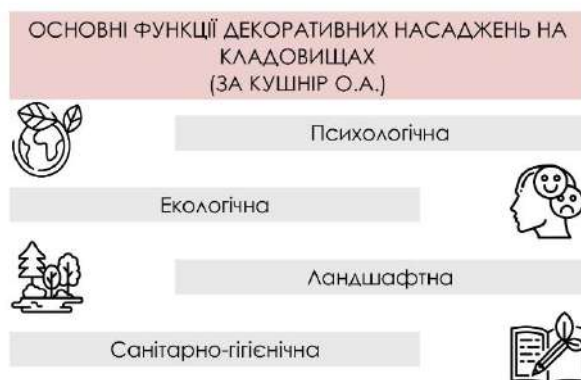 ОСНОВНІ ФУНКЦІЇ ДЕКОРАТИВНИХ НАСАДЖЕНЬ НА
КЛАДОВИЩАХ
(ЗА КУШНІР О.А.)
Психологічна
Екологічна
Ландшафтна
Санітарно-гігієнічна